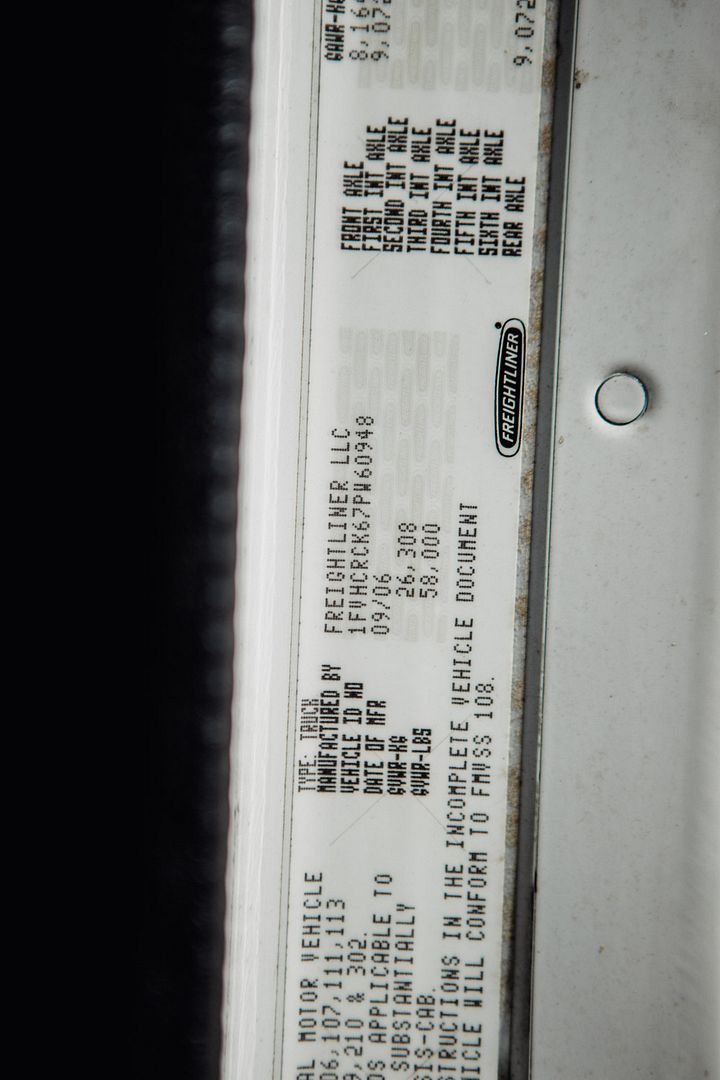 AL MOTOR VEHICLE
06,107,111,113
9,210 & 302.
DS APPLICABLE TO
SUBSTANTIALLY
SIS-CAB.
STRUCTIONS IN THE INCOMPLETE VEHICLE DOCUMENT
HICLE WILL CONFORM TO FMVSS 108.
TYPE: TRUCK
MANUFACTURED BY FREIGHTLINER LLC
VEHICLE ID NO 1FVHCRCK67PW60948
DATE OF MFR 09/06
GVWR-KG 26,308
GVWR-LBS 58,000
FREIGHTLINER
GAWR-KG
FRONT AXLE 8,16
FIRST INT AXLE 9,072
SECOND INT AXLE
THIRD INT AXLE
FOURTH INT AXLE
FIFTH INT AXLE
SIXTH INT AXLE
REAR AXLE 9,072